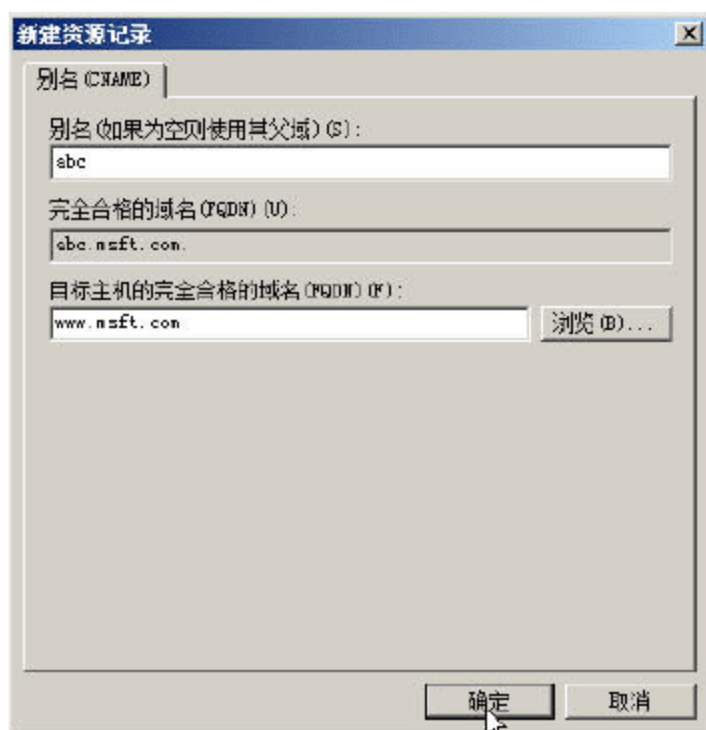 新建资源记录
别名(CNAME)
别名(如果为空则使用其父域)(S):
abc
完全合格的域名(FQDN)(U):
abc.msft.com.
目标主机的完全合格的域名(FQDN)(F):
www.msft.com
浏览(B)...
确定
取消